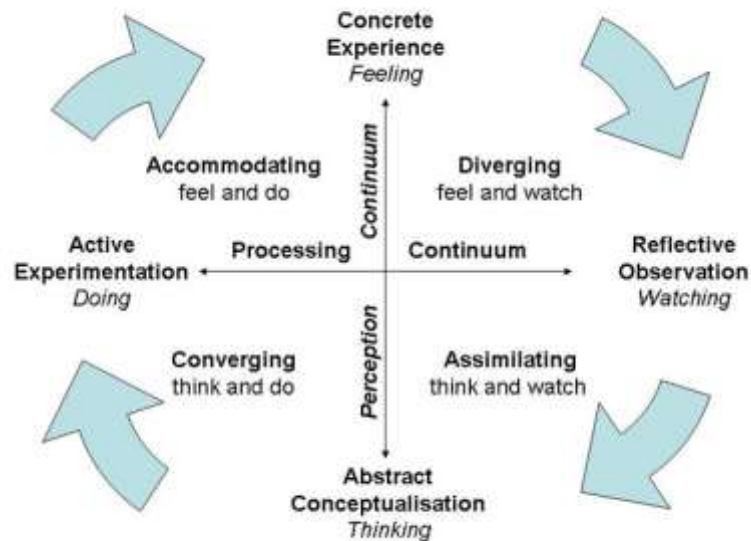 Concrete
Experience
Feeling
Accommodating
feel and do
Continuum
Diverging
feel and watch
Active
Experimentation
Doing
Processing
Continuum
Reflective
Observation
Watching
Converging
think and do
Perception
Assimilating
think and watch
Abstract
Conceptualisation
Thinking